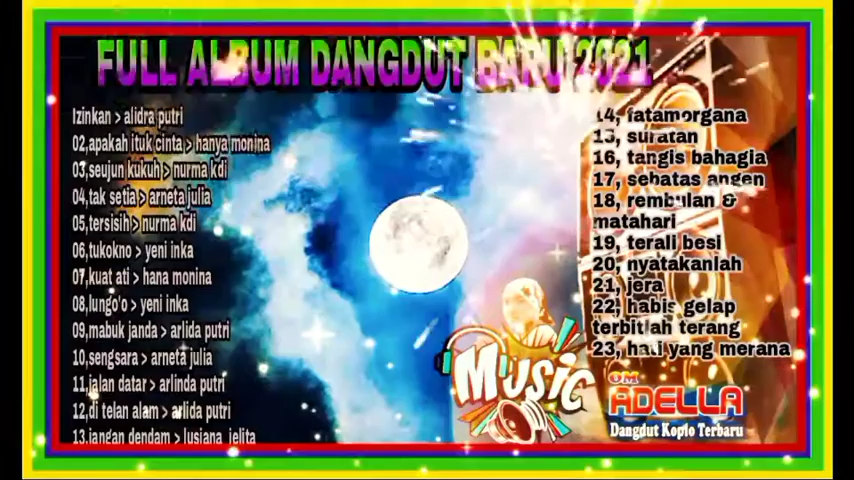 FULL ALBUM DANGDUT BARU 2021
Izinkan > alidra putri
02,apakah ituk cinta > hanya monina
03,seujun kukuh > nurma kdi
04,tak setia > arneta julia
05,tersisih > nurma kdi
06,tukokno > yeni inka
07,kuat ati > hana monina
08,lungo'o > yeni inka
09,mabuk janda > arlida putri
10,sengsara > arneta julia
11,jalan datar > arlinda putri
12,di telan alam > arlida putri
13,jangan dendam > lusiana jelita
14, fatamorgana
15, suratan
16, tangis bahagia
17, sebatas angen
18, rembulan &
matahari
19, terali besi
20, nyatakanlah
21, jera
22, habis gelap
terbitlah terang
23, hati yang merana
MUSIC
OM
ADELLA
Dangdut Koplo Terbaru